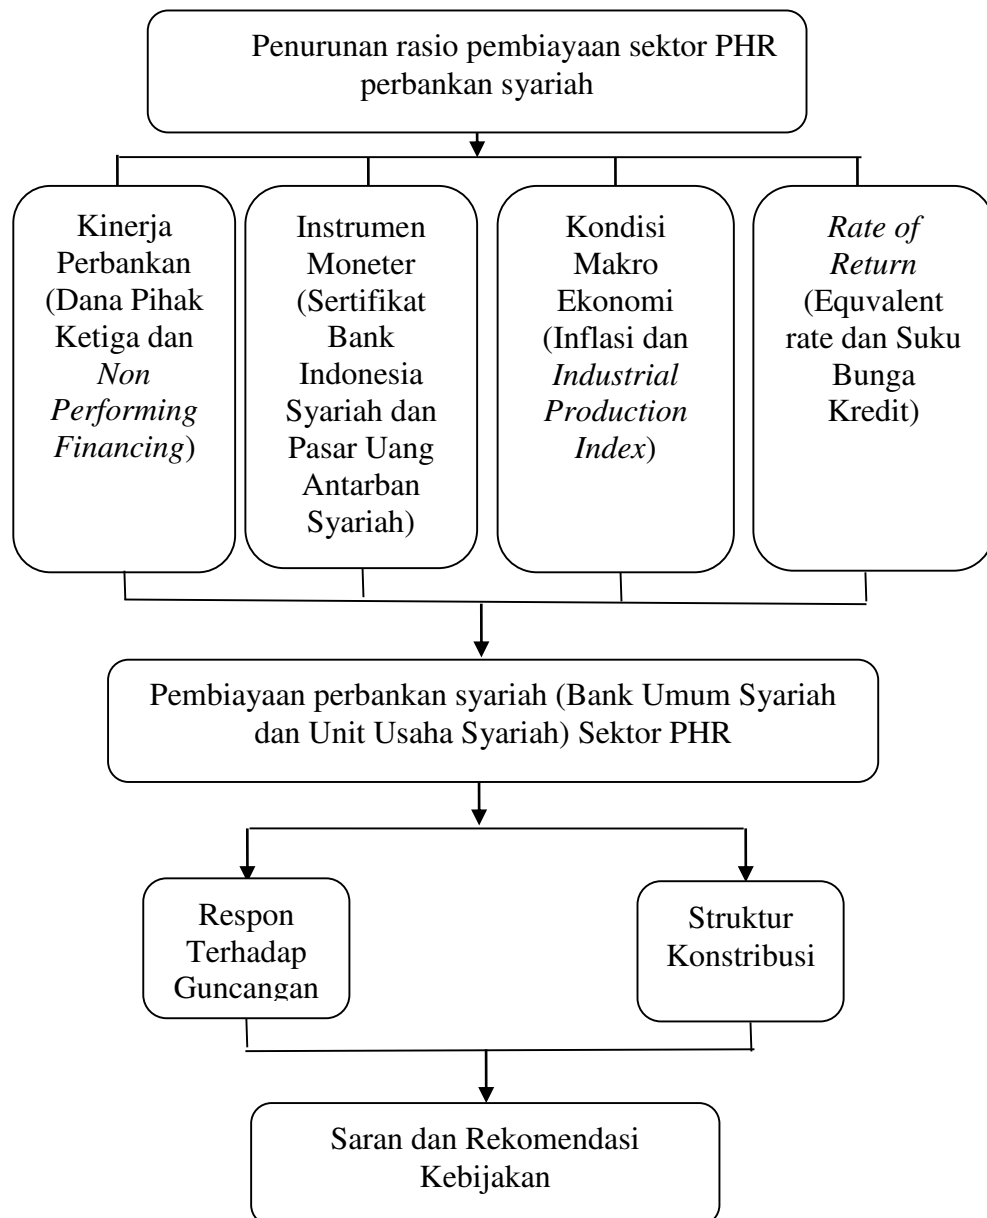 Penurunan rasio pembiayaan sektor PHR
perbankan syariah
Kinerja
Perbankan
(Dana Pihak
Ketiga dan
Non
Performing
Financing)
Instrumen
Moneter
(Sertifikat
Bank
Indonesia
Syariah dan
Pasar Uang
Antarban
Syariah)
Kondisi
Makro
Ekonomi
(Inflasi dan
Industrial
Production
Index)
Rate of
Return
(Equvalent
rate dan Suku
Bunga
Kredit)
Pembiayaan perbankan syariah (Bank Umum Syariah
dan Unit Usaha Syariah) Sektor PHR
Respon
Terhadap
Guncangan
Struktur
Konstribusi
Saran dan Rekomendasi
Kebijakan